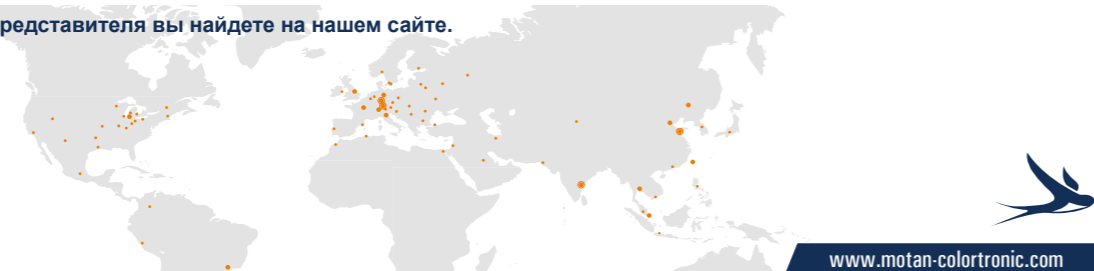 редставителя вы найдете на нашем сайте.
www.motan-colortronic.com